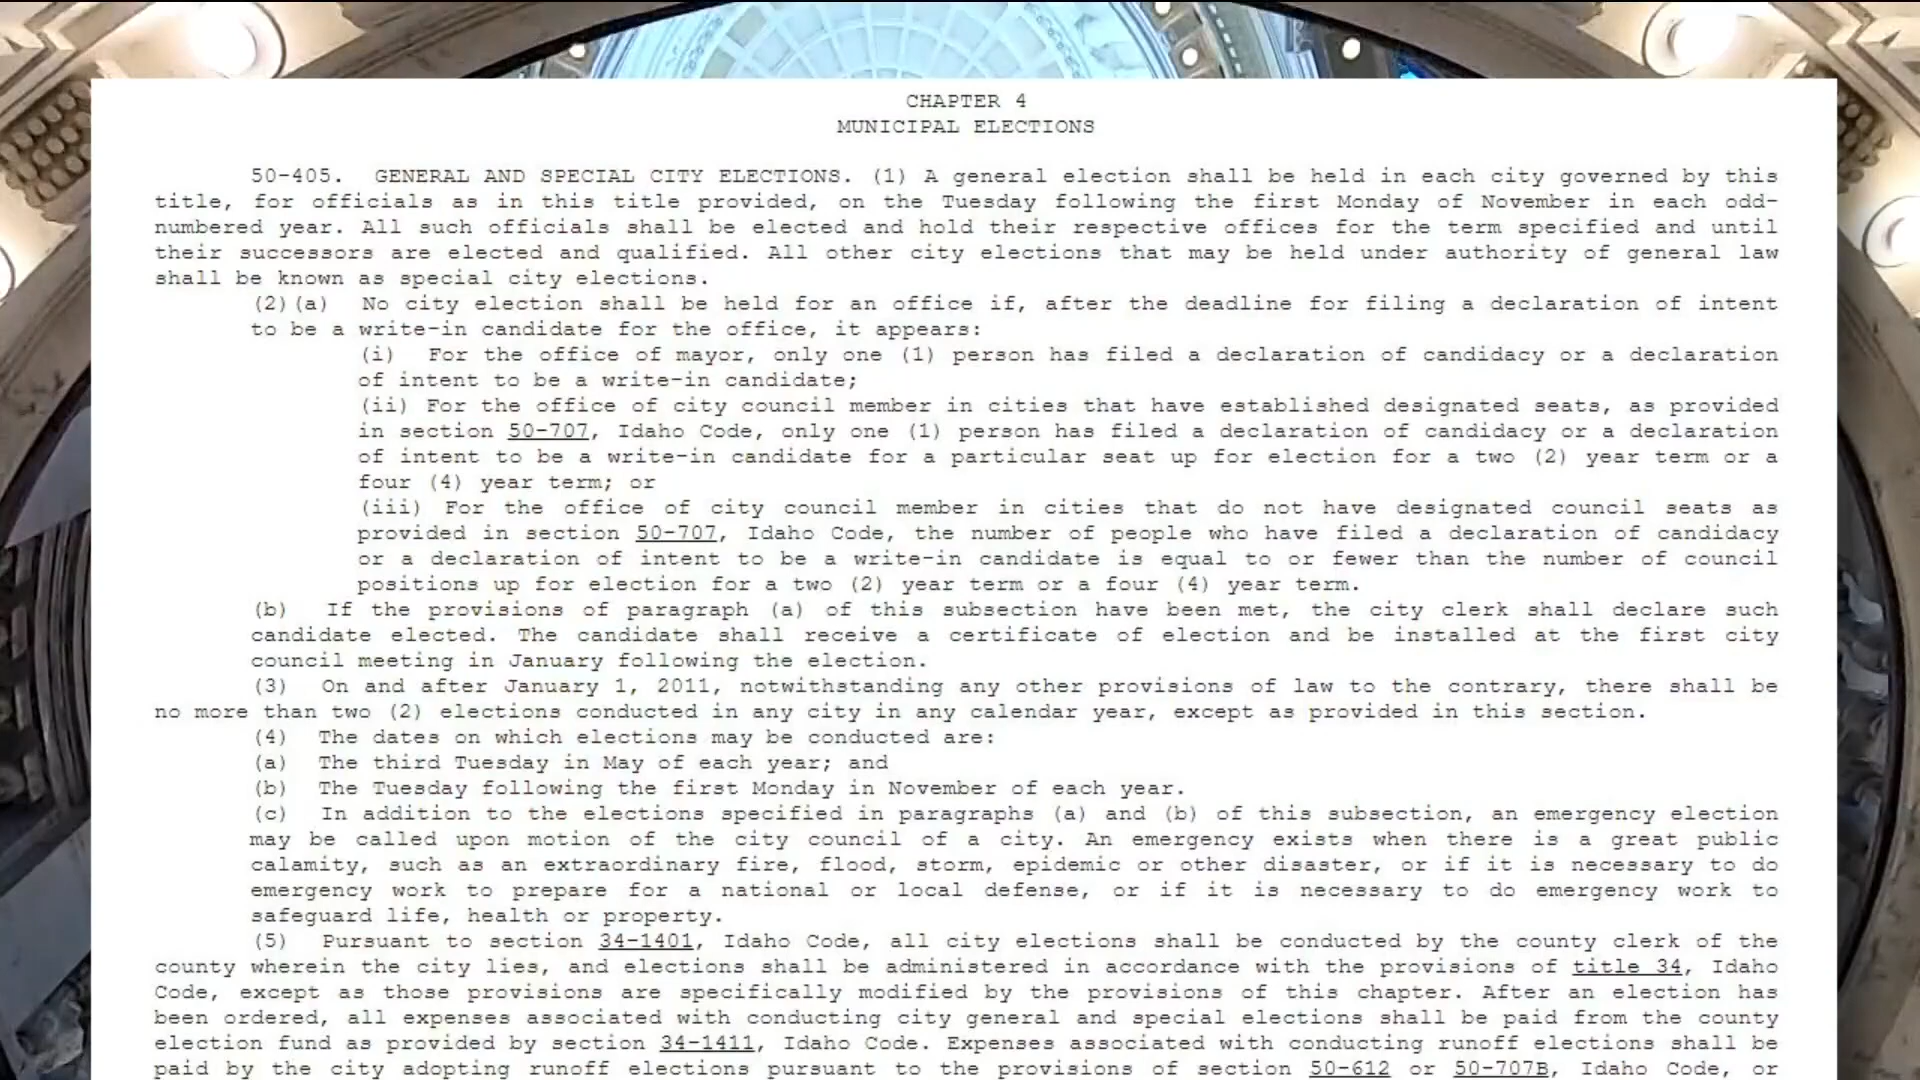 CHAPTER 4
MUNICIPAL ELECTIONS
50-405. GENERAL AND SPECIAL CITY ELECTIONS. (1) A general election shall be held in each city governed by this
title, for officials as in this title provided, on the Tuesday following the first Monday of November in each odd-
numbered year. All such officials shall be elected and hold their respective offices for the term specified and until
their successors are elected and qualified. All other city elections that may be held under authority of general law
shall be known as special city elections.
(2)(a) No city election shall be held for an office if, after the deadline for filing a declaration of intent
to be a write-in candidate for the office, it appears:
(i) For the office of mayor, only one (1) person has filed a declaration of candidacy or a declaration
of intent to be a write-in candidate;
(ii) For the office of city council member in cities that have established designated seats, as provided
in section 50-707, Idaho Code, only one (1) person has filed a declaration of candidacy or a declaration
of intent to be a write-in candidate for a particular seat up for election for a two (2) year term or a
four (4) year term; or
(iii) For the office of city council member in cities that do not have designated council seats as
provided in section 50-707, Idaho Code, the number of people who have filed a declaration of candidacy
or a declaration of intent to be a write-in candidate is equal to or fewer than the number of council
positions up for election for a two (2) year term or a four (4) year term.
(b) If the provisions of paragraph (a) of this subsection have been met, the city clerk shall declare such
candidate elected. The candidate shall receive a certificate of election and be installed at the first city
council meeting in January following the election.
(3) On and after January 1, 2011, notwithstanding any other provisions of law to the contrary, there shall be
no more than two (2) elections conducted in any city in any calendar year, except as provided in this section.
(4) The dates on which elections may be conducted are:
(a) The third Tuesday in May of each year; and
(b) The Tuesday following the first Monday in November of each year.
(c) In addition to the elections specified in paragraphs (a) and (b) of this subsection, an emergency election
may be called upon motion of the city council of a city. An emergency exists when there is a great public
calamity, such as an extraordinary fire, flood, storm, epidemic or other disaster, or if it is necessary to do
emergency work to prepare for a national or local defense, or if it is necessary to do emergency work to
safeguard life, health or property.
(5) Pursuant to section 34-1401, Idaho Code, all city elections shall be conducted by the county clerk of the
county wherein the city lies, and elections shall be administered in accordance with the provisions of title 34, Idaho
Code, except as those provisions are specifically modified by the provisions of this chapter. After an election has
been ordered, all expenses associated with conducting city general and special elections shall be paid from the county
election fund as provided by section 34-1411, Idaho Code. Expenses associated with conducting runoff elections shall be
paid by the city adopting runoff elections pursuant to the provisions of section 50-612 or 50-707B, Idaho Code, or